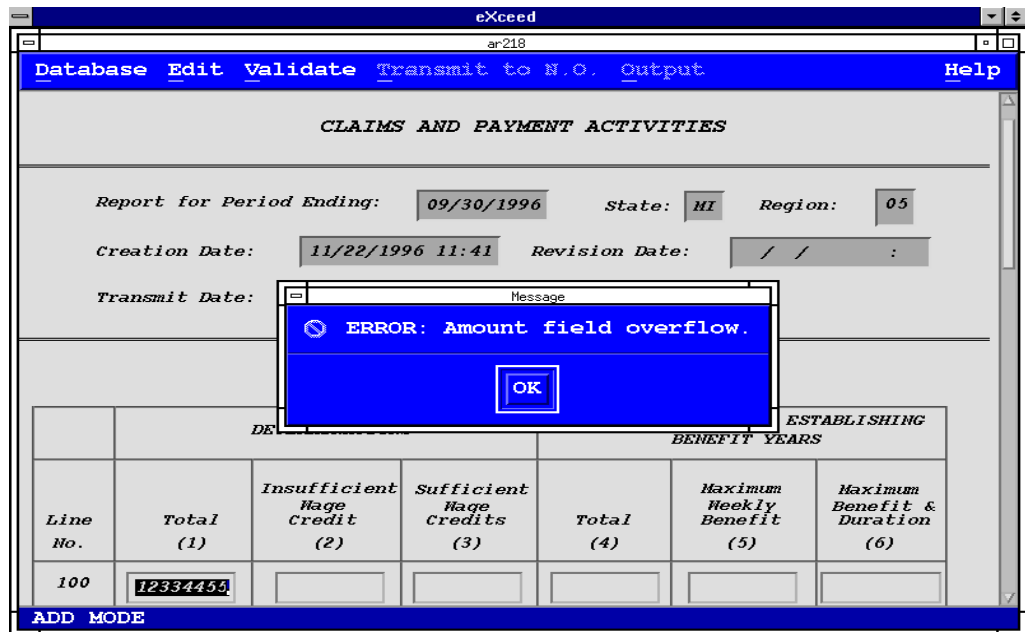 eXceed
ar218
Database Edit Validate Transmit to N.O. Output Help
CLAIMS AND PAYMENT ACTIVITIES
Report for Period Ending: 09/30/1996 State: MI Region: 05
Creation Date: 11/22/1996 11:41 Revision Date: / / :
Transmit Date:
Message
ERROR: Amount field overflow.
OK
ESTABLISHING
BENEFIT YEARS
Line No.
Total (1)
Insufficient Wage Credit (2)
Sufficient Wage Credits (3)
Total (4)
Maximum Weekly Benefit (5)
Maximum Benefit & Duration (6)
100 12334455
ADD MODE